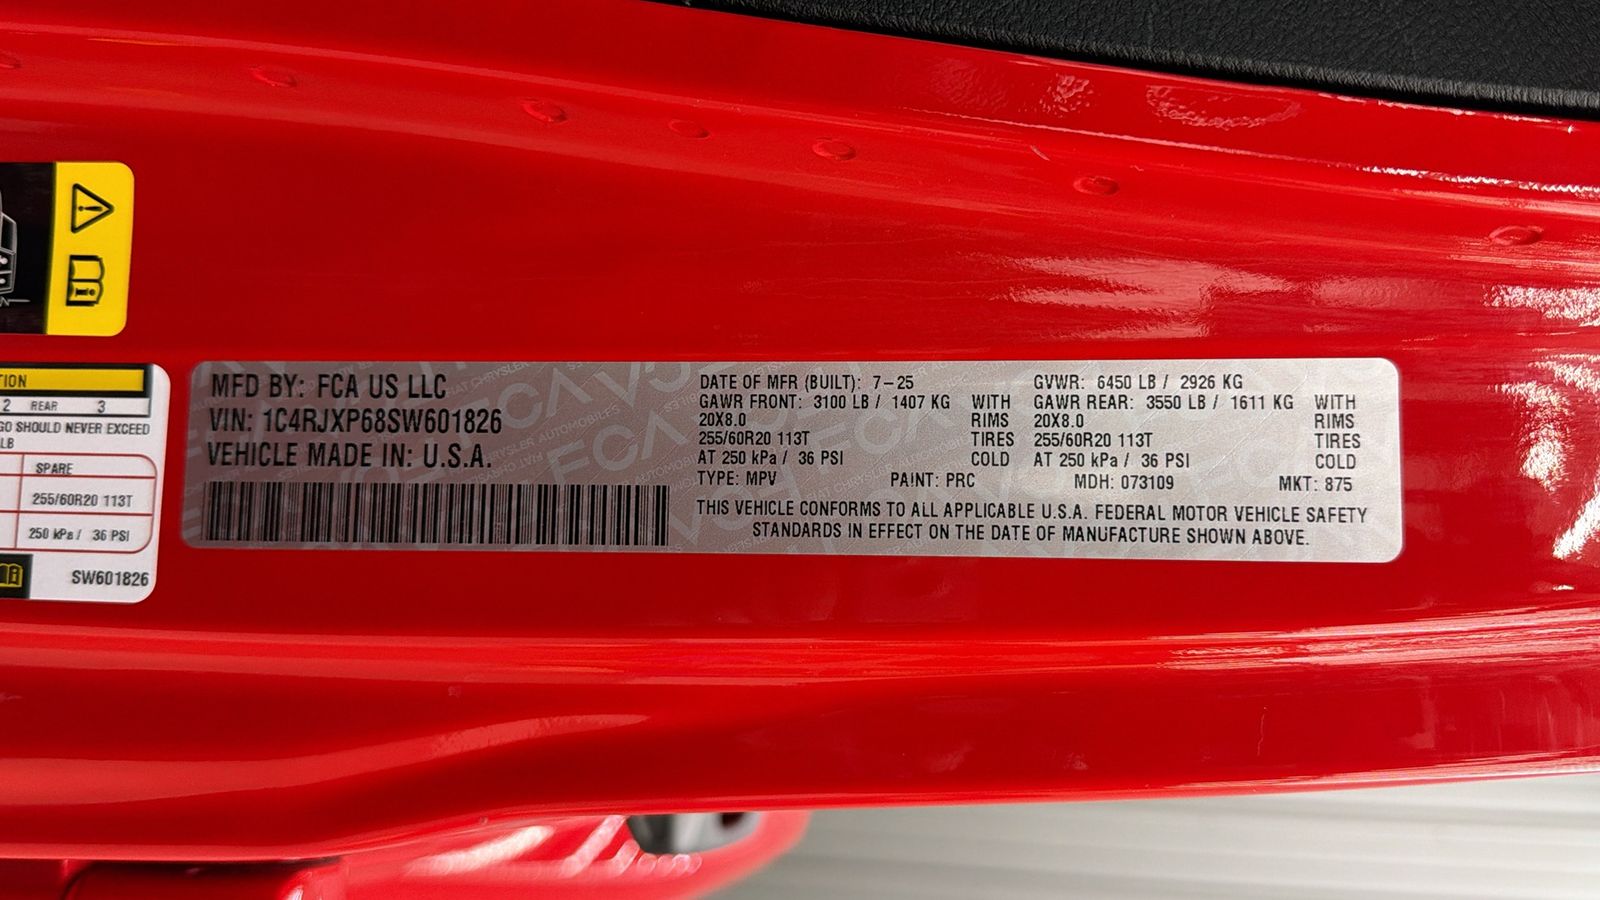 TION
2 REAR 3
GO SHOULD NEVER EXCEED
LB
SPARE
255/60R20 113T
250 kPa / 36 PSI
SW601826
MFD BY: FCA US LLC
VIN: 1C4RJXP68SW601826
VEHICLE MADE IN: U.S.A.
DATE OF MFR (BUILT): 7-25 GVWR: 6450 LB / 2926 KG
GAWR FRONT: 3100 LB / 1407 KG WITH GAWR REAR: 3550 LB / 1611 KG WITH
20X8.0 RIMS 20X8.0 RIMS
255/60R20 113T TIRES 255/60R20 113T TIRES
AT 250 kPa / 36 PSI COLD AT 250 kPa / 36 PSI COLD
TYPE: MPV PAINT: PRC MDH: 073109 MKT: 875
THIS VEHICLE CONFORMS TO ALL APPLICABLE U.S.A. FEDERAL MOTOR VEHICLE SAFETY
STANDARDS IN EFFECT ON THE DATE OF MANUFACTURE SHOWN ABOVE.